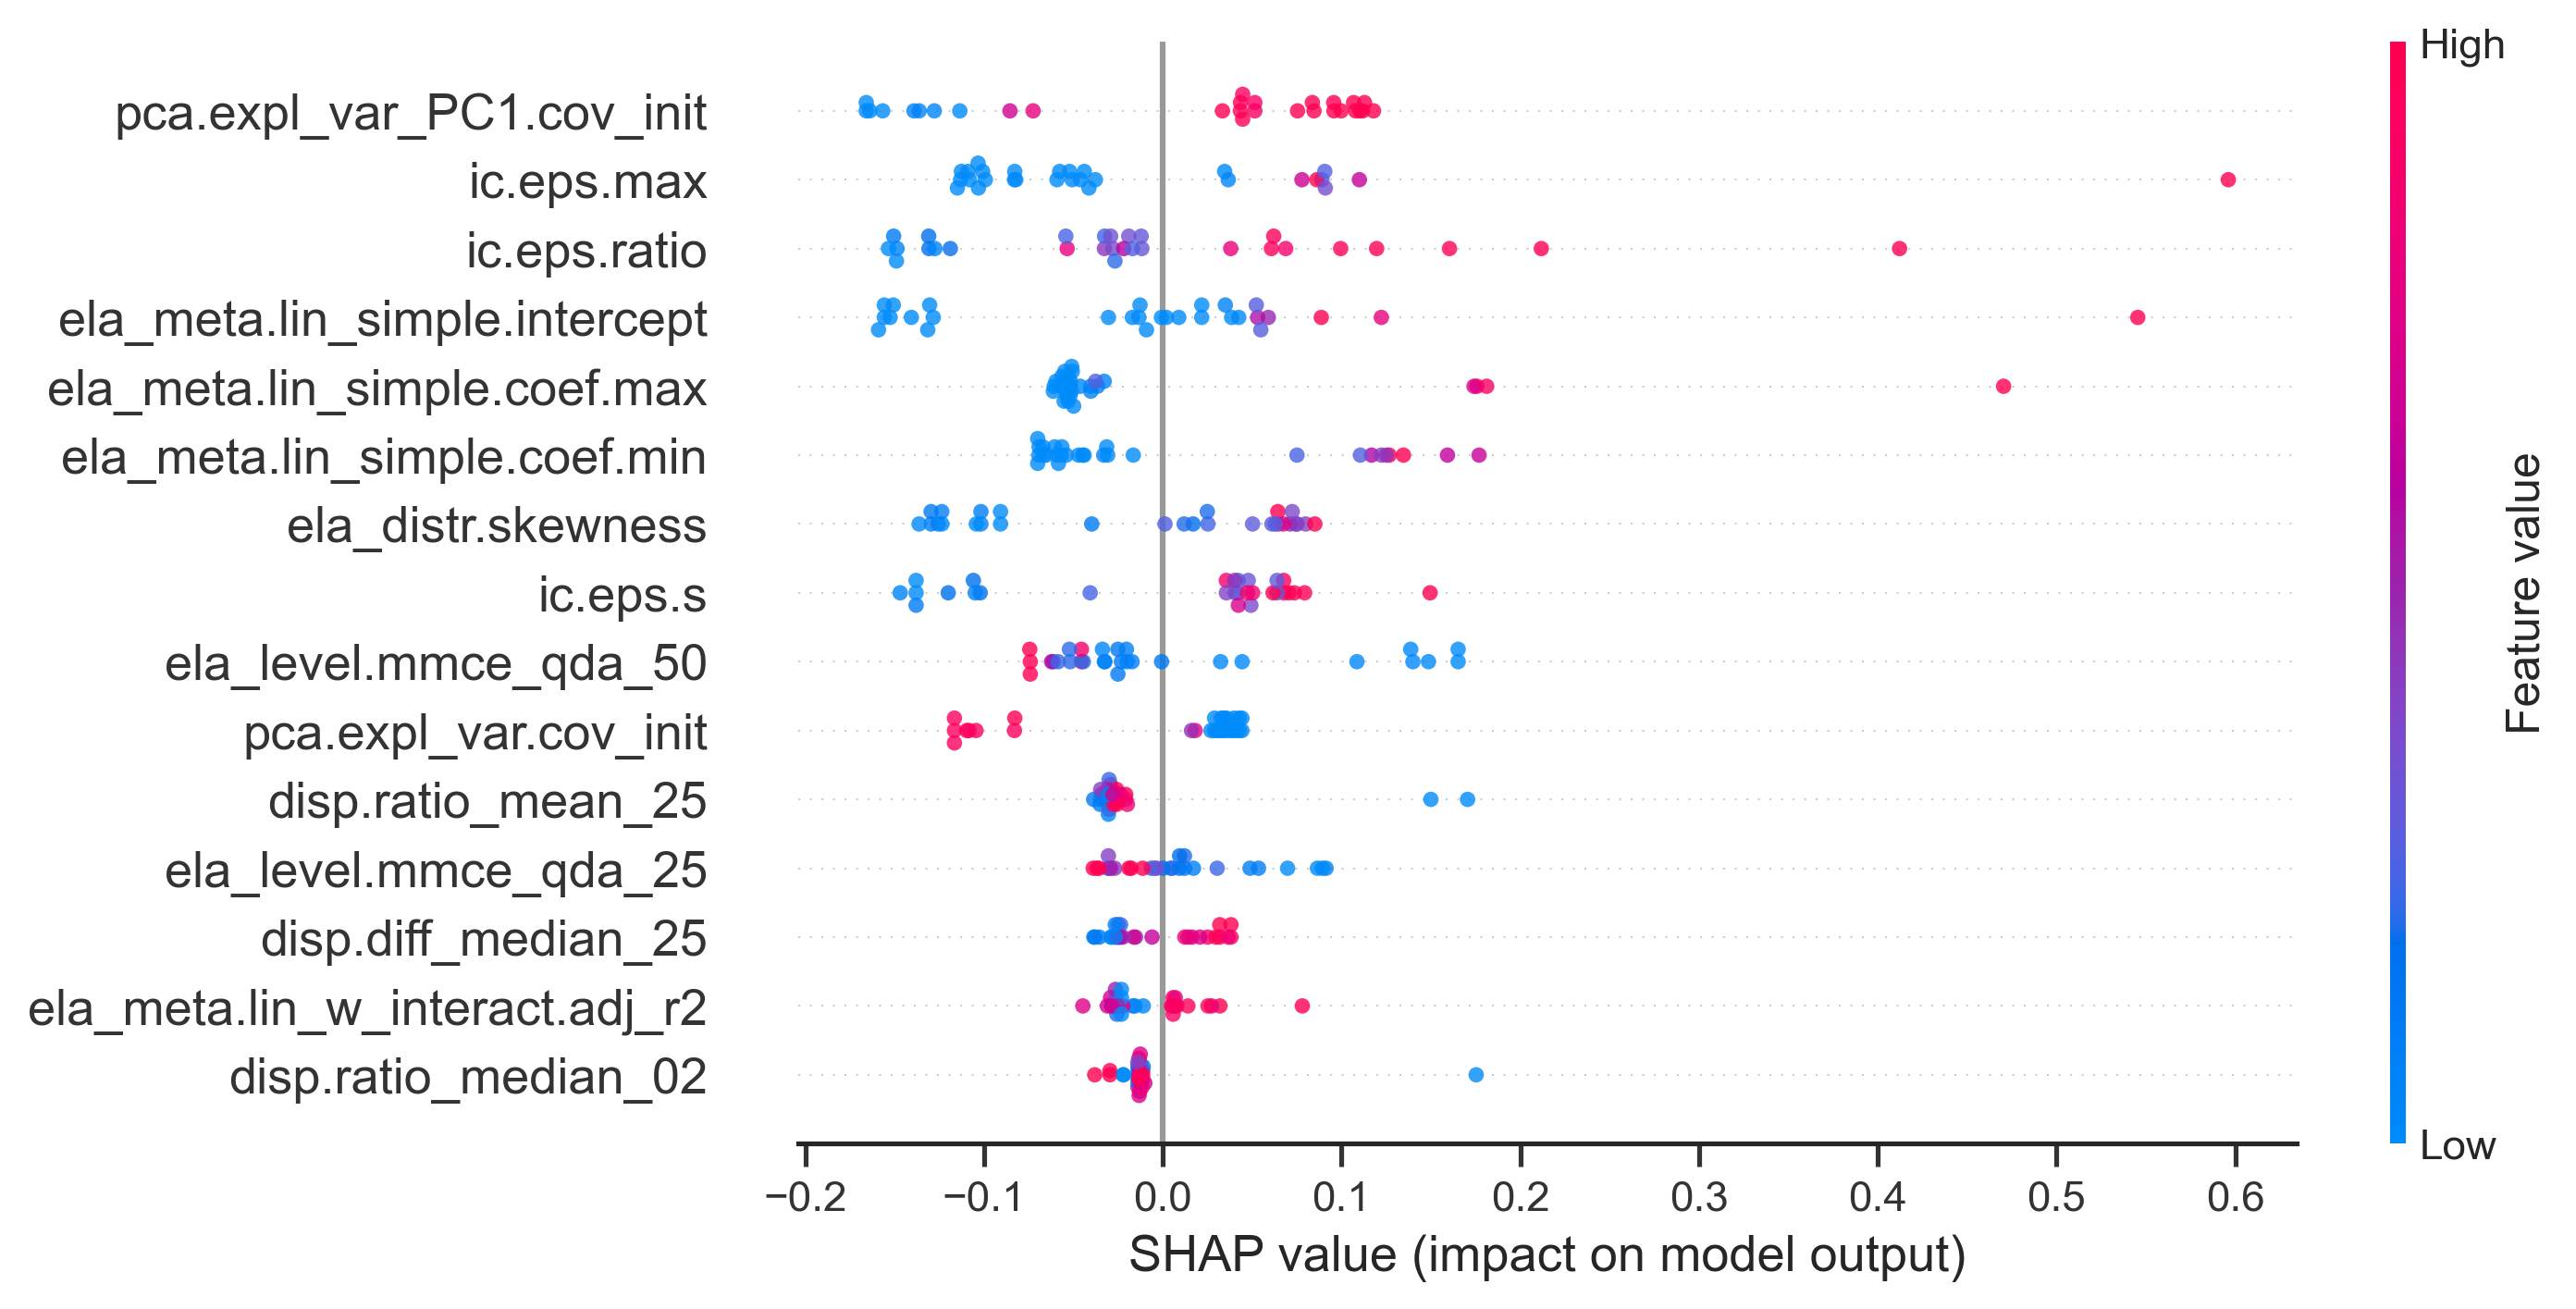 High
pca.expl_var_PC1.cov_init
ic.eps.max
ic.eps.ratio
ela_meta.lin_simple.intercept
ela_meta.lin_simple.coef.max
ela_meta.lin_simple.coef.min
ela_distr.skewness
ic.eps.s
ela_level.mmce_qda_50
pca.expl_var.cov_init
disp.ratio_mean_25
ela_level.mmce_qda_25
disp.diff_median_25
ela_meta.lin_w_interact.adj_r2
disp.ratio_median_02
Feature value
Low
−0.2 −0.1 0.0 0.1 0.2 0.3 0.4 0.5 0.6
SHAP value (impact on model output)